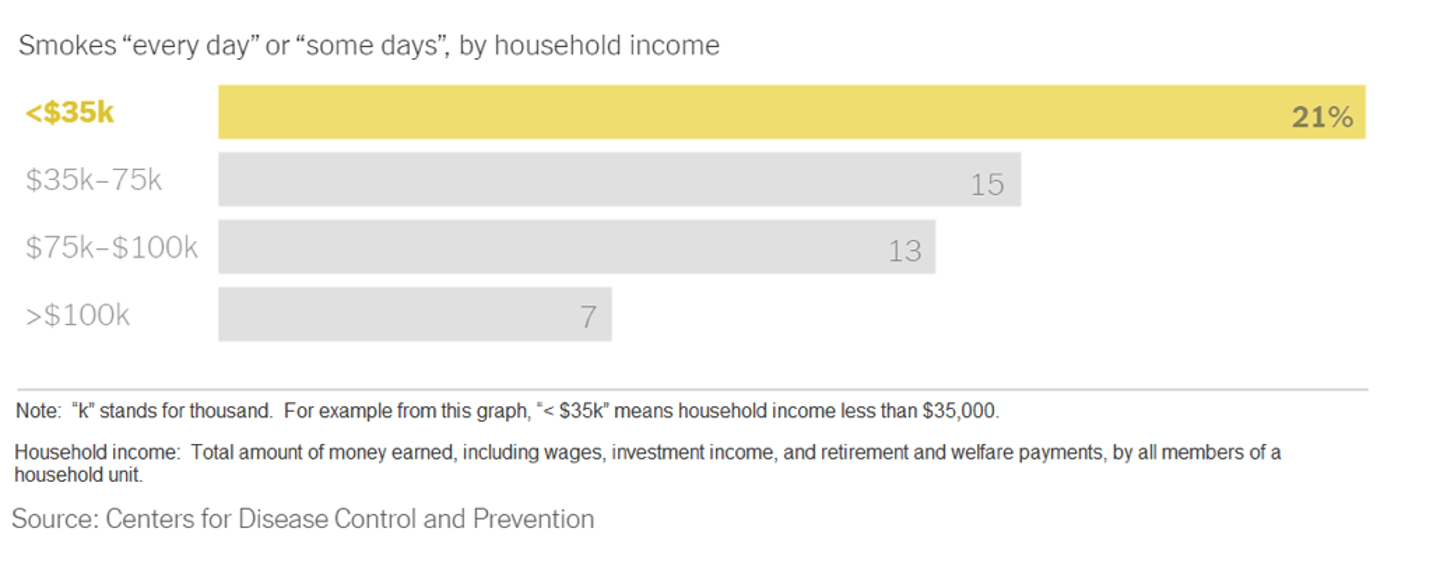 Smokes “every day” or “some days”, by household income
<$35k 21%
$35k–75k 15
$75k–$100k 13
>$100k 7
Note:  “k” stands for thousand.  For example from this graph, “< $35k” means household income less than $35,000.
Household income:  Total amount of money earned, including wages, investment income, and retirement and welfare payments, by all members of a
household unit.
Source: Centers for Disease Control and Prevention